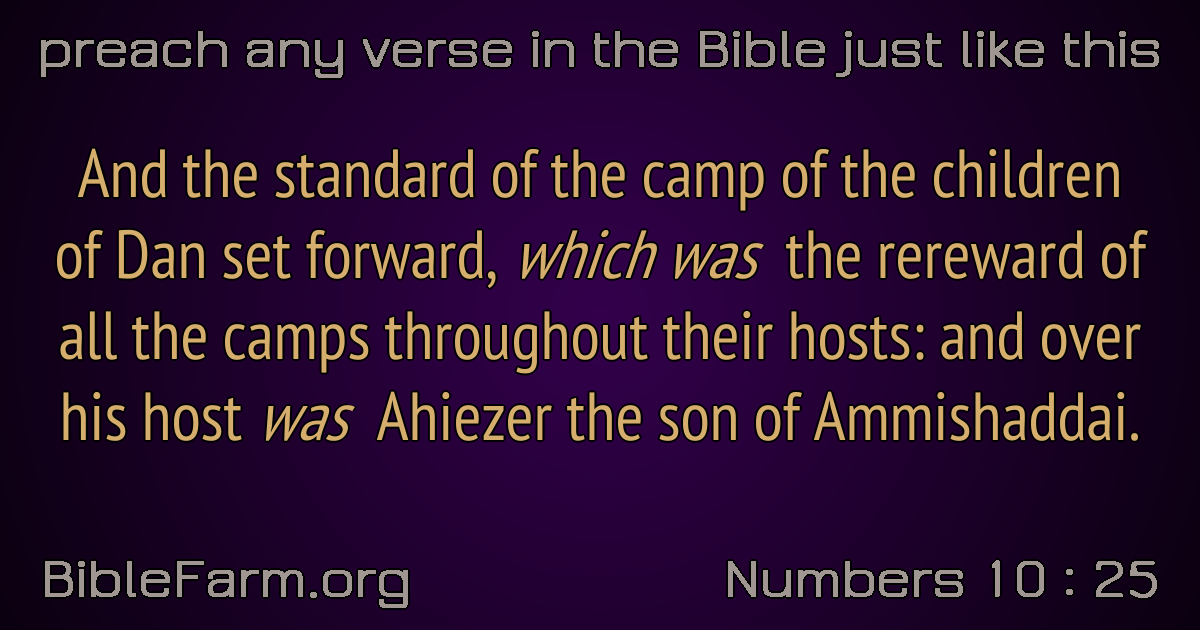 preach any verse in the Bible just like this
And the standard of the camp of the children
of Dan set forward, which was the rereward of
all the camps throughout their hosts: and over
his host was Ahiezer the son of Ammishaddai.
BibleFarm.org
Numbers 10 : 25